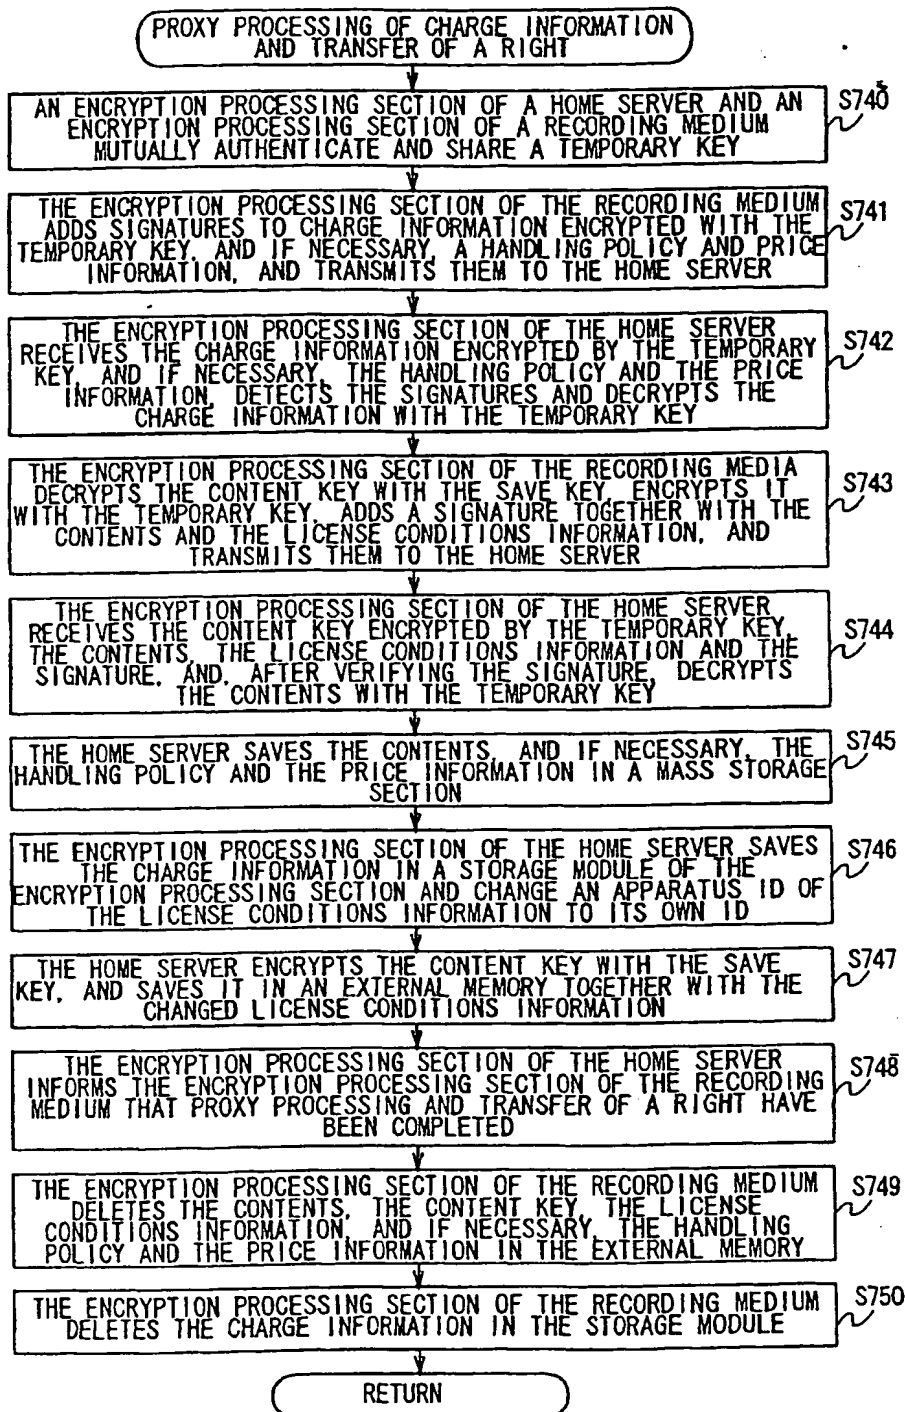 PROXY PROCESSING OF CHARGE INFORMATION
AND TRANSFER OF A RIGHT
AN ENCRYPTION PROCESSING SECTION OF A HOME SERVER AND AN
ENCRYPTION PROCESSING SECTION OF A RECORDING MEDIUM
MUTUALLY AUTHENTICATE AND SHARE A TEMPORARY KEY
S740
THE ENCRYPTION PROCESSING SECTION OF THE RECORDING MEDIUM
ADDS SIGNATURES TO CHARGE INFORMATION ENCRYPTED WITH THE
TEMPORARY KEY, AND IF NECESSARY, A HANDLING POLICY AND PRICE
INFORMATION, AND TRANSMITS THEM TO THE HOME SERVER
S741
THE ENCRYPTION PROCESSING SECTION OF THE HOME SERVER
RECEIVES THE CHARGE INFORMATION ENCRYPTED BY THE TEMPORARY
KEY, AND IF NECESSARY, THE HANDLING POLICY AND THE PRICE
INFORMATION, DETECTS THE SIGNATURES AND DECRYPTS THE
CHARGE INFORMATION WITH THE TEMPORARY KEY
S742
THE ENCRYPTION PROCESSING SECTION OF THE RECORDING MEDIA
DECRYPTS THE CONTENT KEY WITH THE SAVE KEY, ENCRYPTS IT
WITH THE TEMPORARY KEY, ADDS A SIGNATURE TOGETHER WITH THE
CONTENTS AND THE LICENSE CONDITIONS INFORMATION, AND
TRANSMITS THEM TO THE HOME SERVER
S743
THE ENCRYPTION PROCESSING SECTION OF THE HOME SERVER
RECEIVES THE CONTENT KEY ENCRYPTED BY THE TEMPORARY KEY,
THE CONTENTS, THE LICENSE CONDITIONS INFORMATION AND THE
SIGNATURE, AND, AFTER VERIFYING THE SIGNATURE, DECRYPTS
THE CONTENTS WITH THE TEMPORARY KEY
S744
THE HOME SERVER SAVES THE CONTENTS, AND IF NECESSARY, THE
HANDLING POLICY AND THE PRICE INFORMATION IN A MASS STORAGE
SECTION
S745
THE ENCRYPTION PROCESSING SECTION OF THE HOME SERVER SAVES
THE CHARGE INFORMATION IN A STORAGE MODULE OF THE
ENCRYPTION PROCESSING SECTION AND CHANGE AN APPARATUS ID OF
THE LICENSE CONDITIONS INFORMATION TO ITS OWN ID
S746
THE HOME SERVER ENCRYPTS THE CONTENT KEY WITH THE SAVE
KEY, AND SAVES IT IN AN EXTERNAL MEMORY TOGETHER WITH THE
CHANGED LICENSE CONDITIONS INFORMATION
S747
THE ENCRYPTION PROCESSING SECTION OF THE HOME SERVER
INFORMS THE ENCRYPTION PROCESSING SECTION OF THE RECORDING
MEDIUM THAT PROXY PROCESSING AND TRANSFER OF A RIGHT HAVE
BEEN COMPLETED
S748
THE ENCRYPTION PROCESSING SECTION OF THE RECORDING MEDIUM
DELETES THE CONTENTS, THE CONTENT KEY, THE LICENSE
CONDITIONS INFORMATION, AND IF NECESSARY, THE HANDLING
POLICY AND THE PRICE INFORMATION IN THE EXTERNAL MEMORY
S749
THE ENCRYPTION PROCESSING SECTION OF THE RECORDING MEDIUM
DELETES THE CHARGE INFORMATION IN THE STORAGE MODULE
S750
RETURN